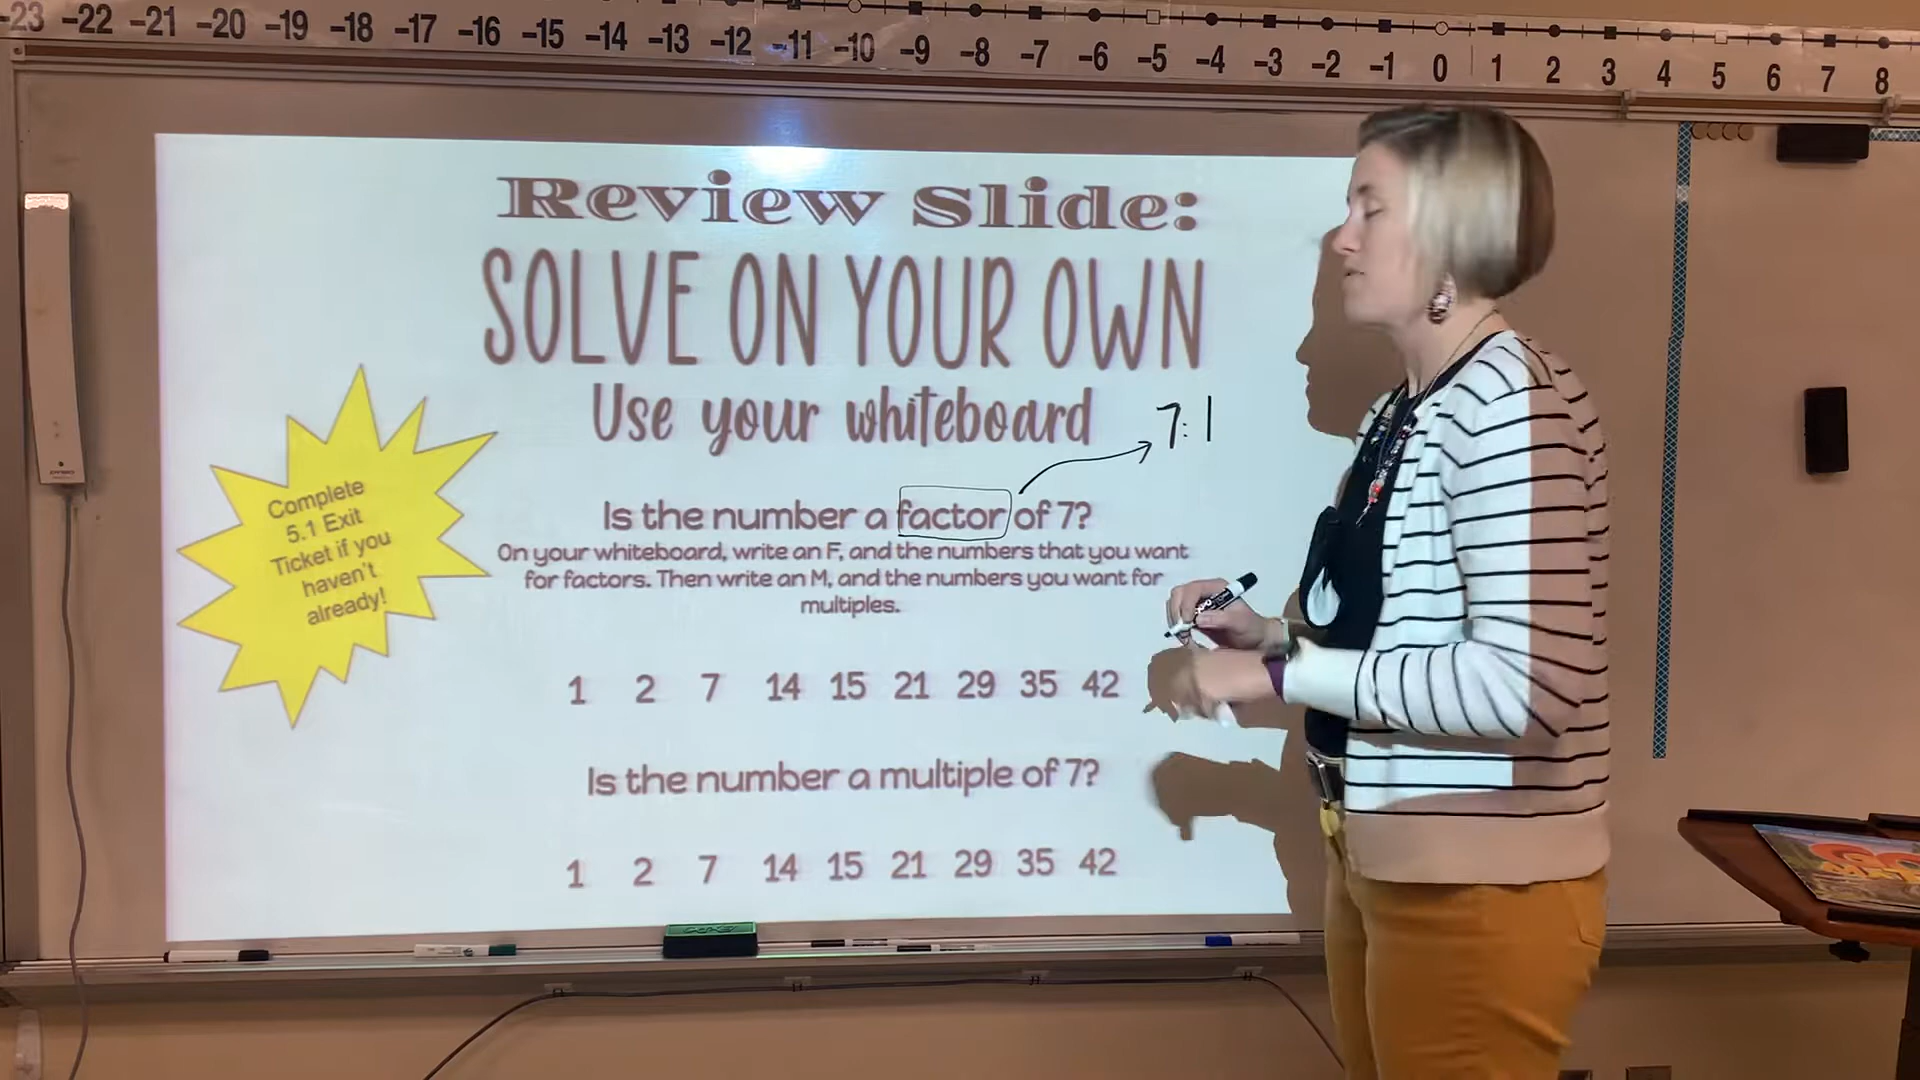 -23 -22 -21 -20 -19 -18 -17 -16 -15 -14 -13 -12 -11 -10 -9 -8 -7 -6 -5 -4 -3 -2 -1 0 1 2 3 4 5 6 7 8
Review Slide:
SOLVE ON YOUR OWN
Use your whiteboard
7: 1
Complete
5.1 Exit
Ticket if you
haven't
already!
Is the number a factor of 7?
On your whiteboard, write an F, and the numbers that you want
for factors. Then write an M, and the numbers you want for
multiples.
1 2 7 14 15 21 29 35 42
Is the number a multiple of 7?
1 2 7 14 15 21 29 35 42